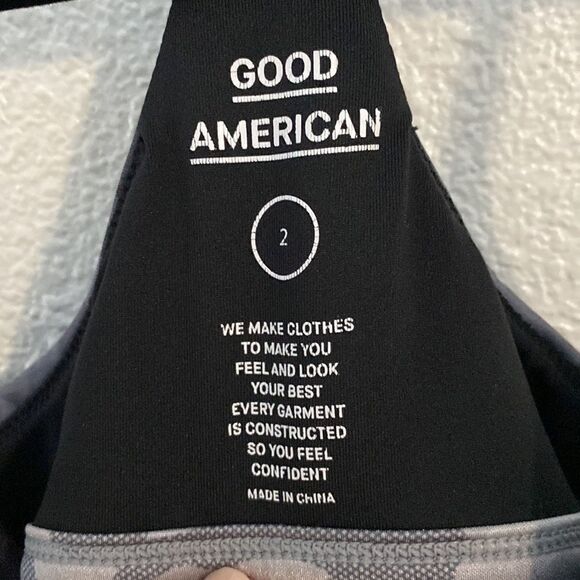 GOOD
AMERICAN
2
WE MAKE CLOTHES
TO MAKE YOU
FEEL AND LOOK
YOUR BEST
EVERY GARMENT
IS CONSTRUCTED
SO YOU FEEL
CONFIDENT
MADE IN CHINA